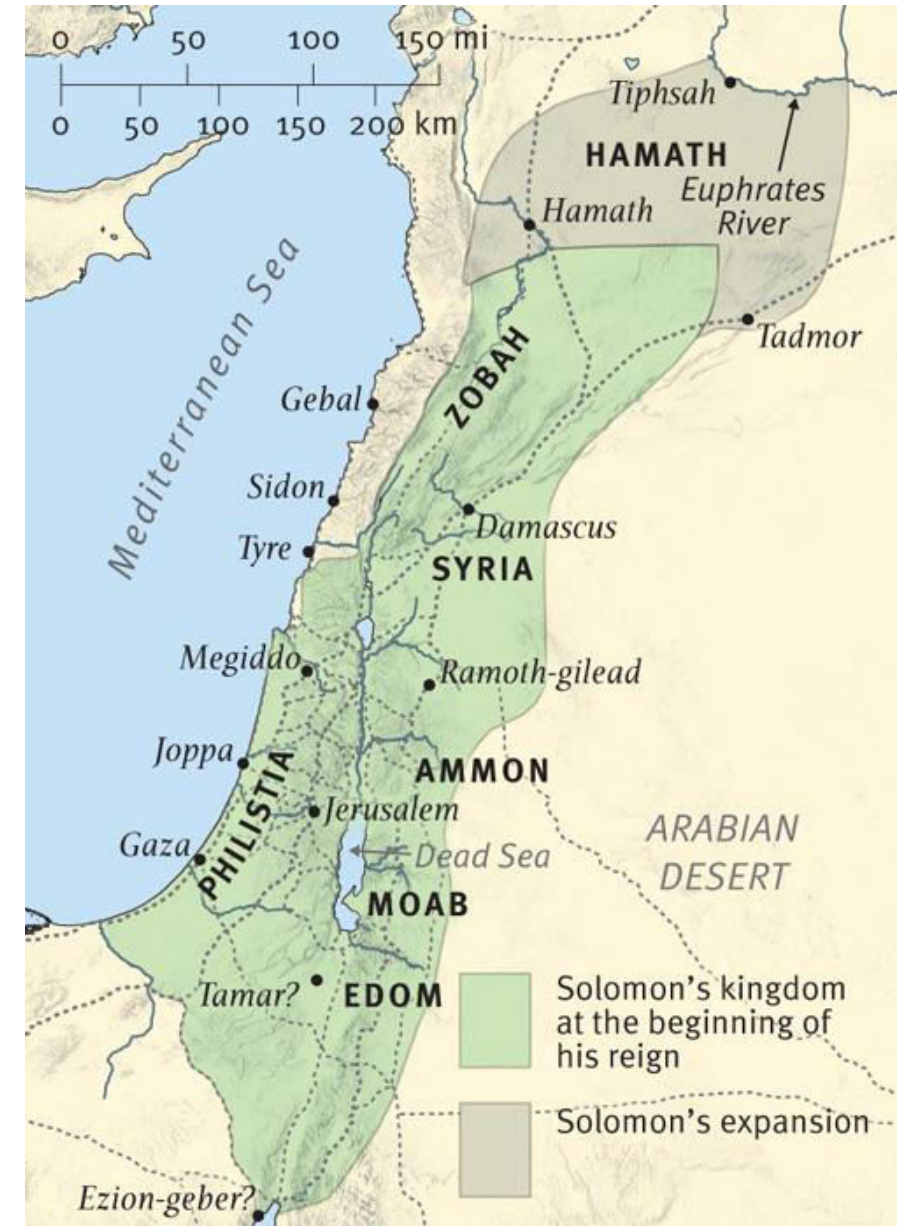 0 50 100 150 mi
0 50 100 150 200 km
Tiphsah
HAMATH
Euphrates
River
Hamath
Tadmor
Mediterranean Sea
ZOBAH
Gebal
Sidon
Damascus
Tyre
SYRIA
Megiddo
Ramoth-gilead
Joppa
AMMON
PHILISTIA
Jerusalem
ARABIAN
DESERT
Gaza
Dead Sea
MOAB
Tamar?
EDOM
Solomon's kingdom
at the beginning of
his reign
Solomon's expansion
Ezion-geber?